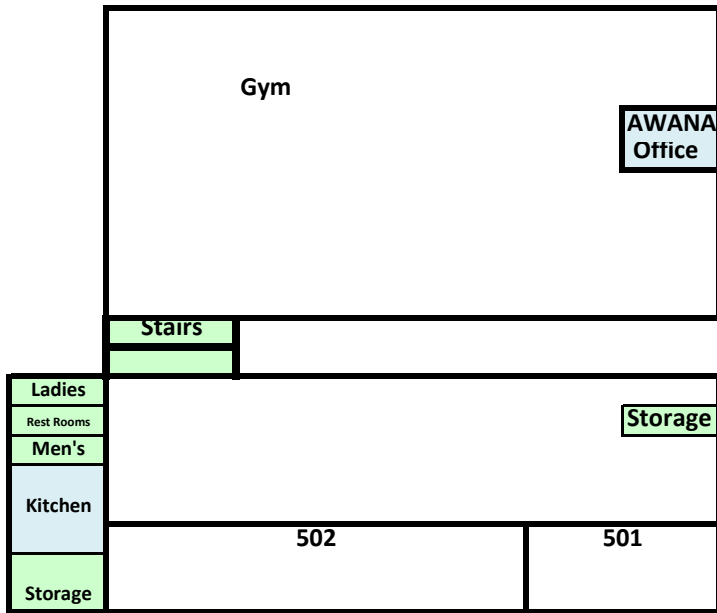 Gym
AWANA
Office
Stairs
Ladies
Rest Rooms
Storage
Men's
Kitchen
502
501
Storage